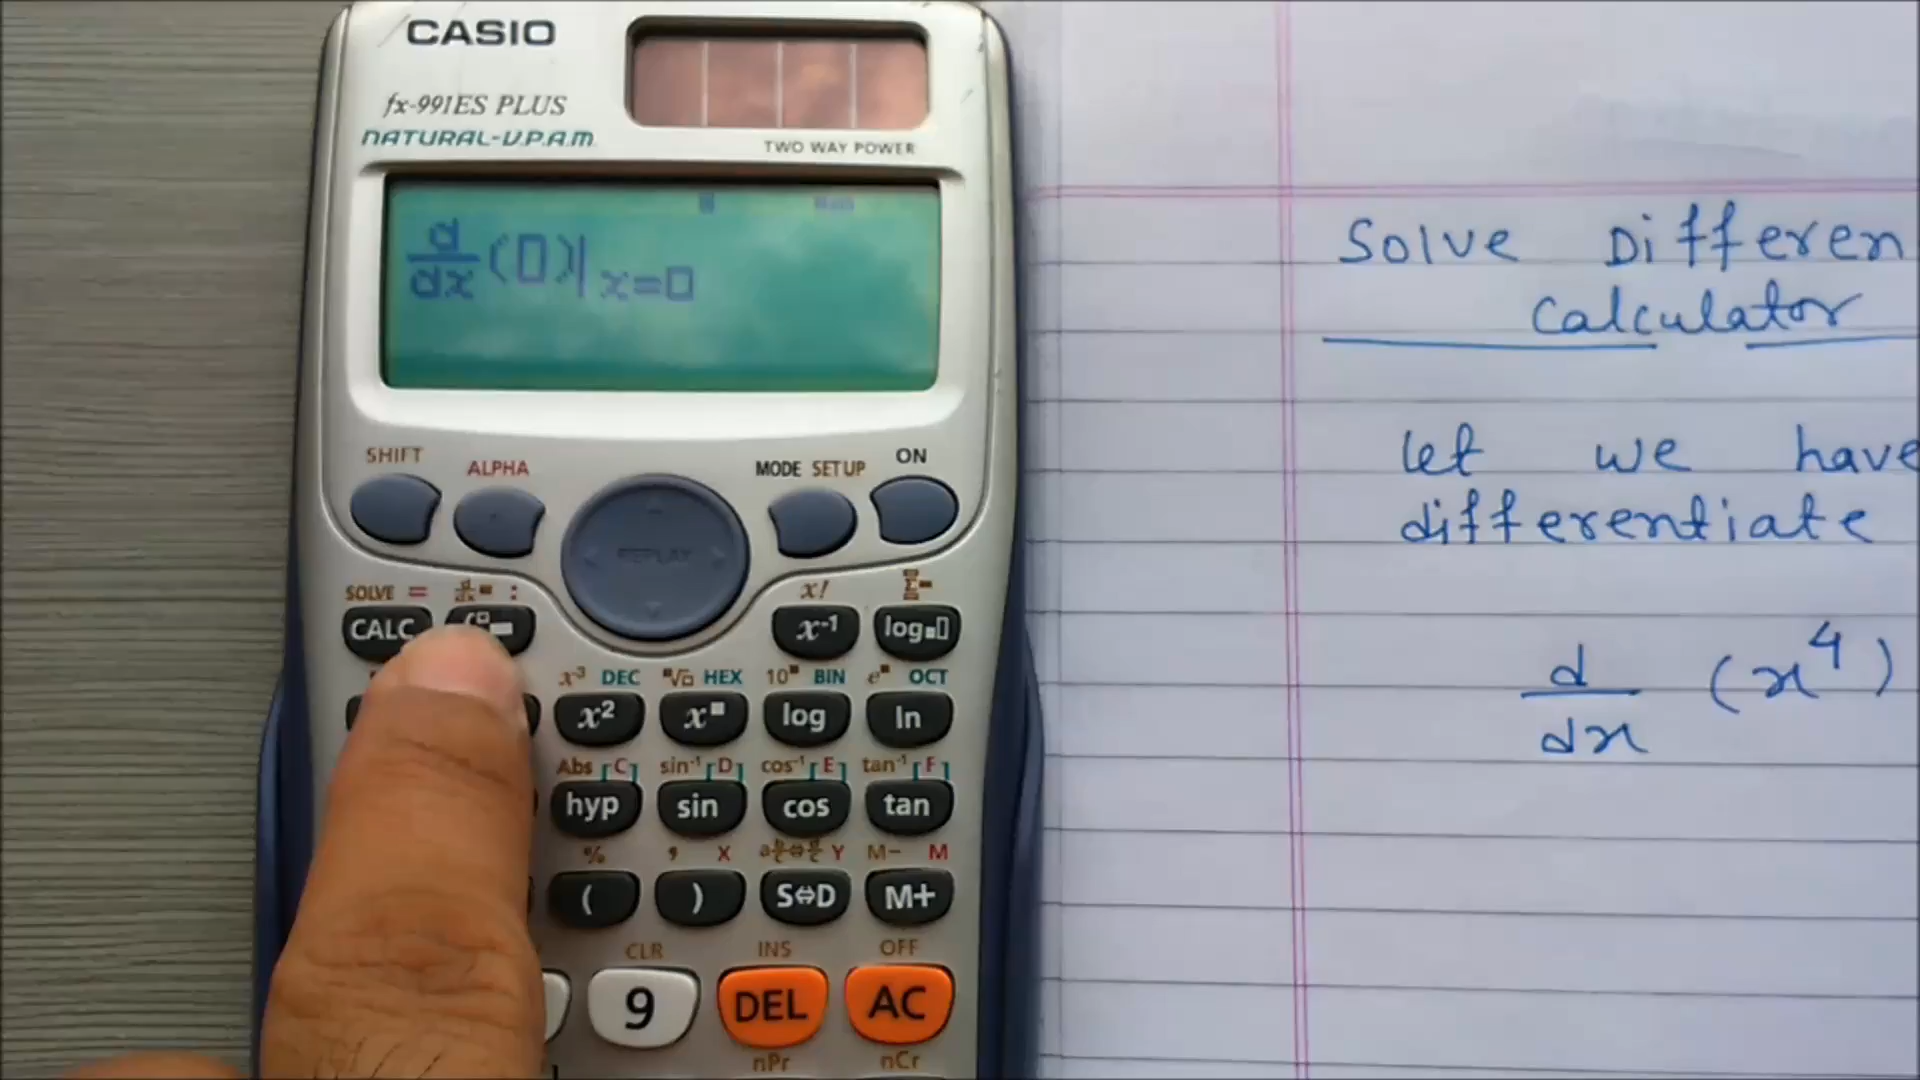 CASIO
fx-991ES PLUS
NATURAL-V.P.A.M.
TWO WAY POWER
d/dx (▯)| x=▯
SHIFT ALPHA MODE SETUP ON
REPLAY
SOLVE = d/dx■ : x! Σ■
CALC ∫ x⁻¹ log■▯
x³ DEC ■√▯ HEX 10■ BIN e■ OCT
x² x■ log ln
Abs C sin⁻¹ D cos⁻¹ E tan⁻¹ F
hyp sin cos tan
% , X Y M− M
( ) S⇔D M+
CLR INS OFF
9 DEL AC
nPr nCr
Solve Differen
Calculator
let we have
differentiate
d/dx (x⁴)